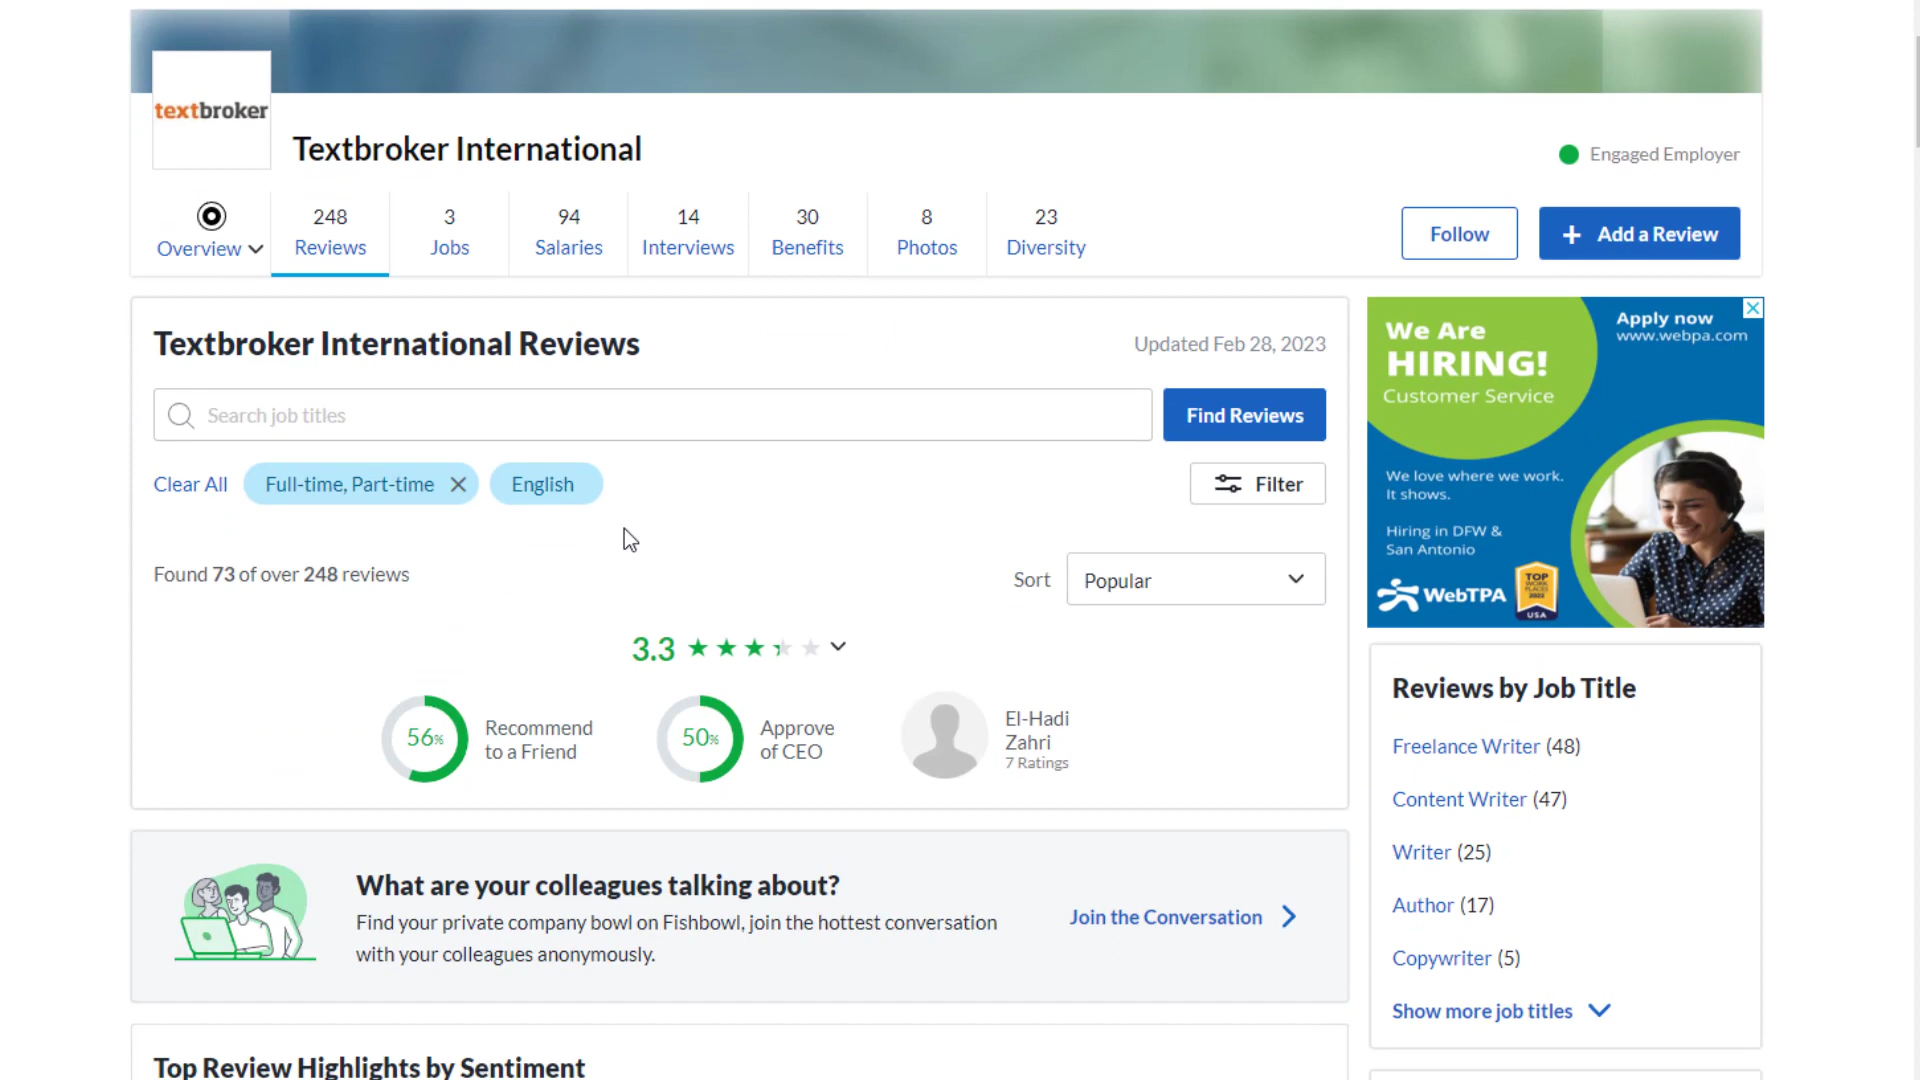 textbroker
Textbroker International
Engaged Employer
Overview
248
Reviews
3
Jobs
94
Salaries
14
Interviews
30
Benefits
8
Photos
23
Diversity
Follow
+ Add a Review
Textbroker International Reviews
Updated Feb 28, 2023
Search job titles
Find Reviews
Clear All
Full-time, Part-time
English
Filter
Found 73 of over 248 reviews
Sort
Popular
3.3
56%
Recommend
to a Friend
50%
Approve
of CEO
El-Hadi
Zahri
7 Ratings
What are your colleagues talking about?
Find your private company bowl on Fishbowl, join the hottest conversation
with your colleagues anonymously.
Join the Conversation
Top Review Highlights by Sentiment
We Are
HIRING!
Customer Service
Apply now
www.webpa.com
We love where we work.
It shows.
Hiring in DFW &
San Antonio
WebTPA
TOP
WORK
PLACES
2022
USA
Reviews by Job Title
Freelance Writer (48)
Content Writer (47)
Writer (25)
Author (17)
Copywriter (5)
Show more job titles